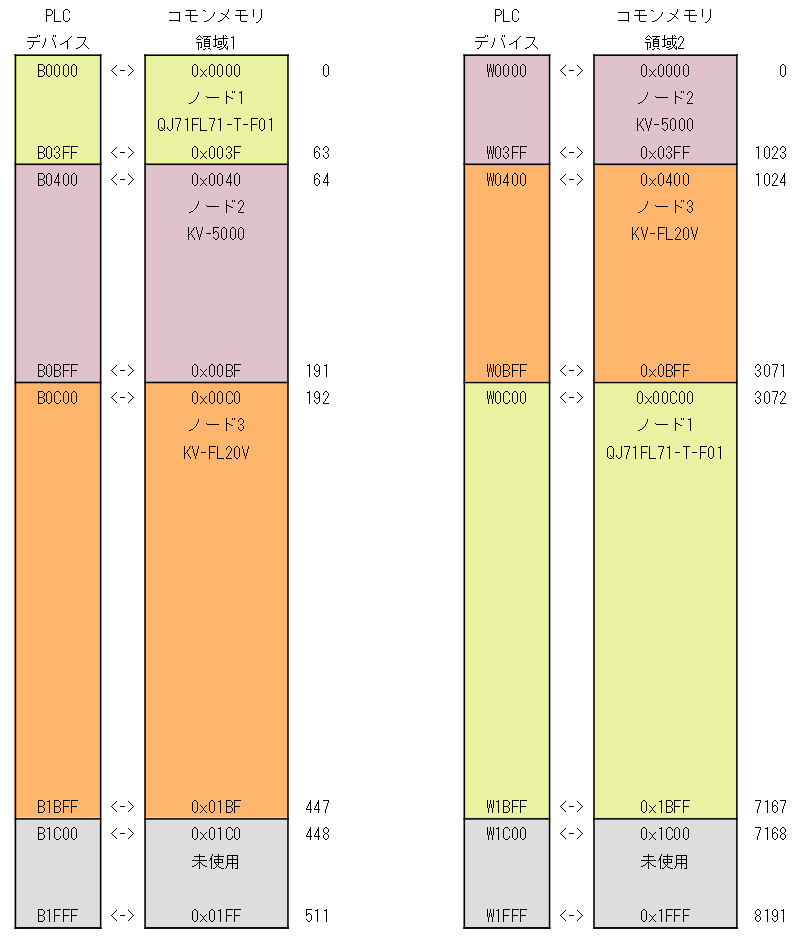 PLC コモンメモリ PLC コモンメモリ
デバイス 領域1 デバイス 領域2
B0000 <-> 0x0000 0 W0000 <-> 0x0000 0
ノード1 ノード2
QJ71FL71-T-F01 KV-5000
B03FF <-> 0x003F 63 W03FF <-> 0x03FF 1023
B0400 <-> 0x0040 64 W0400 <-> 0x0400 1024
ノード2 ノード3
KV-5000 KV-FL20V
B0BFF <-> 0x00BF 191 W0BFF <-> 0x0BFF 3071
B0C00 <-> 0x00C0 192 W0C00 <-> 0x00C00 3072
ノード3 ノード1
KV-FL20V QJ71FL71-T-F01
B1BFF <-> 0x01BF 447 W1BFF <-> 0x1BFF 7167
B1C00 <-> 0x01C0 448 W1C00 <-> 0x1C00 7168
未使用 未使用
B1FFF <-> 0x01FF 511 W1FFF <-> 0x1FFF 8191